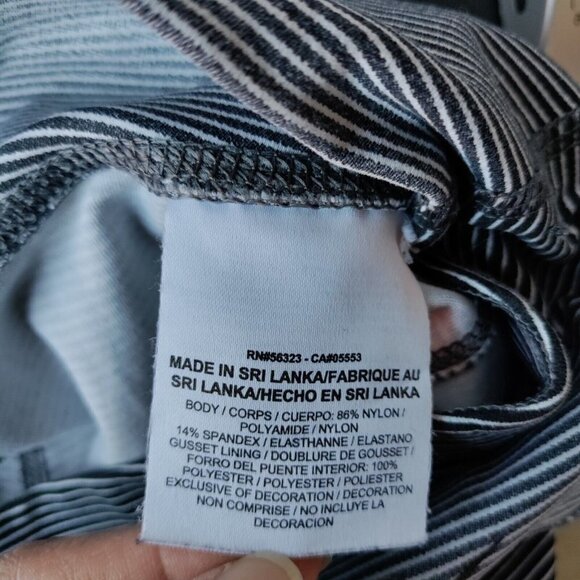 RN#56323 - CA#05553
MADE IN SRI LANKA/FABRIQUE AU
SRI LANKA/HECHO EN SRI LANKA
BODY / CORPS / CUERPO: 86% NYLON /
POLYAMIDE / NYLON
14% SPANDEX / ELASTHANNE / ELASTANO
GUSSET LINING / DOUBLURE DE GOUSSET /
FORRO DEL PUENTE INTERIOR: 100%
POLYESTER / POLYESTER / POLIESTER
EXCLUSIVE OF DECORATION / DECORATION
NON COMPRISE / NO INCLUYE LA
DECORACION